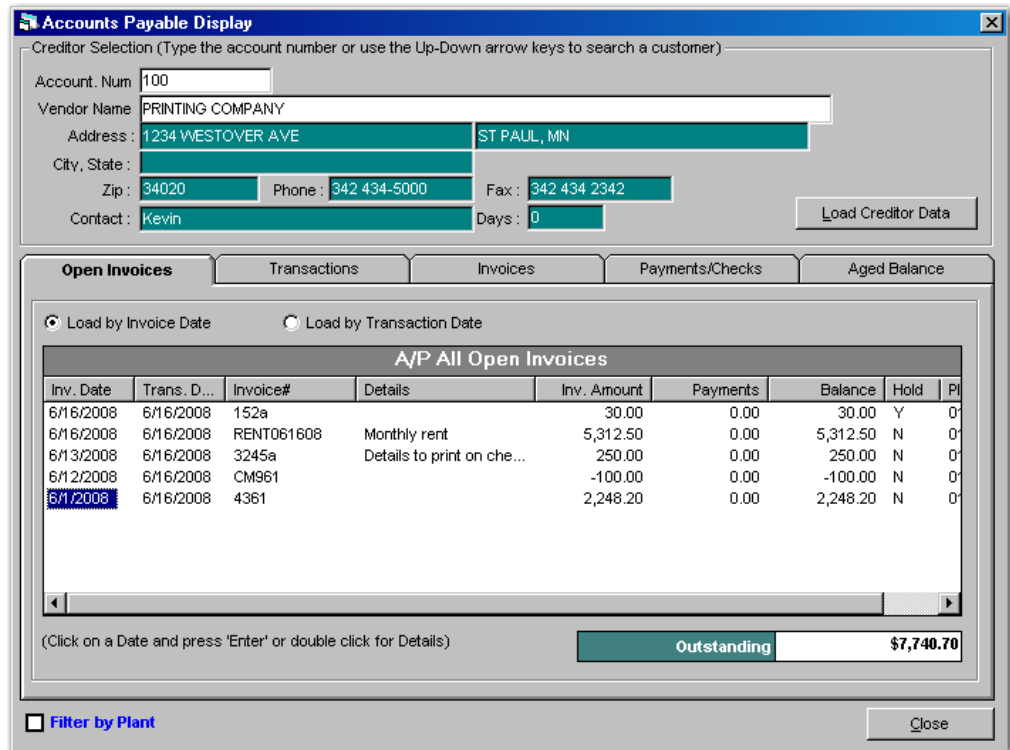 Accounts Payable Display
Creditor Selection (Type the account number or use the Up-Down arrow keys to search a customer)
Account. Num 100
Vendor Name PRINTING COMPANY
Address : 1234 WESTOVER AVE ST PAUL, MN
City, State :
Zip : 34020 Phone : 342 434-5000 Fax : 342 434 2342
Contact : Kevin Days : 0 Load Creditor Data
Open Invoices Transactions Invoices Payments/Checks Aged Balance
Load by Invoice Date Load by Transaction Date
A/P All Open Invoices
Inv. Date Trans. D... Invoice# Details Inv. Amount Payments Balance Hold Pl
6/16/2008 6/16/2008 152a 30.00 0.00 30.00 Y 01
6/16/2008 6/16/2008 RENT061608 Monthly rent 5,312.50 0.00 5,312.50 N 01
6/13/2008 6/16/2008 3245a Details to print on che... 250.00 0.00 250.00 N 01
6/12/2008 6/16/2008 CM961 -100.00 0.00 -100.00 N 01
6/1/2008 6/16/2008 4361 2,248.20 0.00 2,248.20 N 01
(Click on a Date and press 'Enter' or double click for Details) Outstanding $7,740.70
Filter by Plant Close